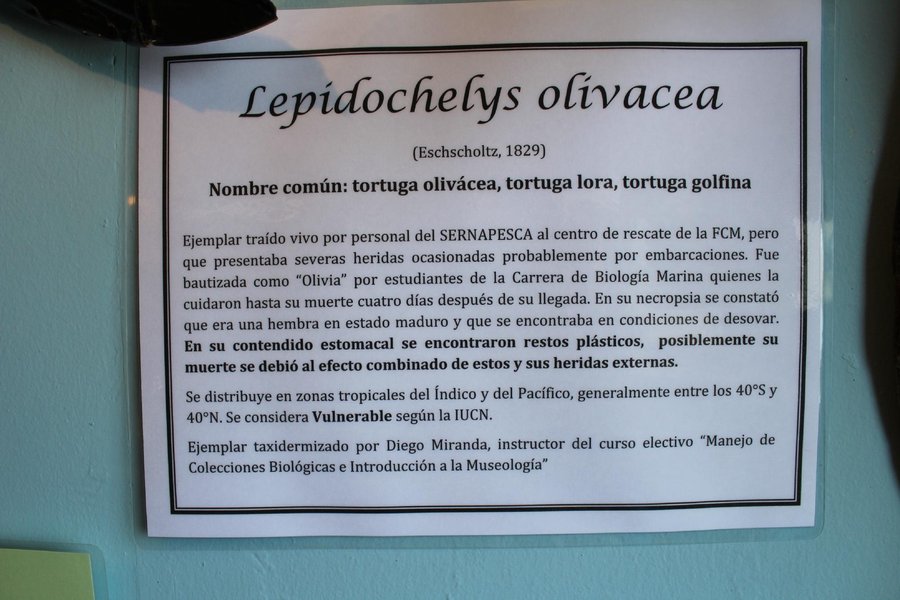 Lepidochelys olivacea
(Eschscholtz, 1829)
Nombre común: tortuga olivácea, tortuga lora, tortuga golfina
Ejemplar traído vivo por personal del SERNAPESCA al centro de rescate de la FCM, pero
que presentaba severas heridas ocasionadas probablemente por embarcaciones. Fue
bautizada como “Olivia” por estudiantes de la Carrera de Biología Marina quienes la
cuidaron hasta su muerte cuatro días después de su llegada. En su necropsia se constató
que era una hembra en estado maduro y que se encontraba en condiciones de desovar.
En su contendido estomacal se encontraron restos plásticos, posiblemente su
muerte se debió al efecto combinado de estos y sus heridas externas.
Se distribuye en zonas tropicales del Índico y del Pacífico, generalmente entre los 40°S y
40°N. Se considera Vulnerable según la IUCN.
Ejemplar taxidermizado por Diego Miranda, instructor del curso electivo “Manejo de
Colecciones Biológicas e Introducción a la Museología”